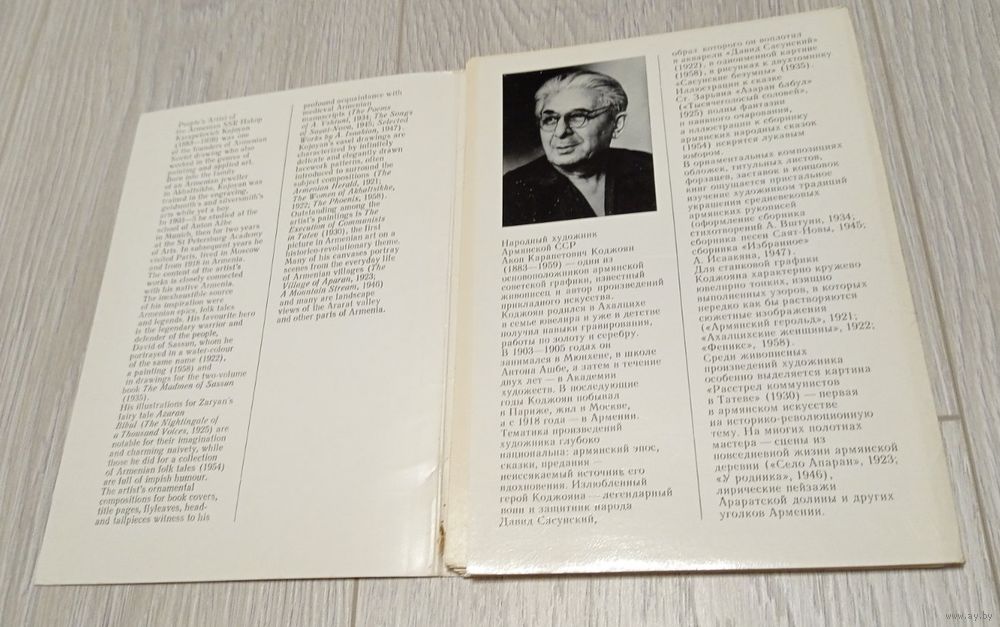 People's Artist of
the Armenian SSR Hakop
Karapetovich Kojoyan
(1883—1959) was one
of the founders of Armenian
Soviet drawing who also
worked in the genres of
painting and applied art.
Born into the family
of an Armenian jeweller
in Akhaltsikhe, Kojoyan was
trained in the engraving,
goldsmith's and silversmith's
arts while yet a boy.
In 1903—5 he studied at the
school of Anton Ažbe
in Munich, then for two years
at the St Petersburg Academy
of Arts. In subsequent years he
visited Paris, lived in Moscow
and from 1918 in Armenia.
The content of the artist's
works is closely connected
with his native Armenia.
The inexhaustible source
of his inspiration were
Armenian epics, folk tales
and legends. His favourite hero
is the legendary warrior and
defender of the people,
David of Sassun, whom he
portrayed in a water-colour
of the same name (1922),
a painting (1958) and
in drawings for the two-volume
book The Madmen of Sassun
(1935).
His illustrations for Zaryan's
fairy tale Azaran
Blbul (The Nightingale of
a Thousand Voices, 1925) are
notable for their imagination
and charming naivety, while
those he did for a collection
of Armenian folk tales (1954)
are full of impish humour.
The artist's ornamental
compositions for book covers,
title pages, flyleaves, head-
and tailpieces witness to his
profound acquaintance with
medieval Armenian
manuscripts (The Poems
of A. Vshtuni, 1934; The Songs
of Sayat-Nova, 1945; Selected
Works by A. Isaakian, 1947).
Kojoyan's easel drawings are
characterized by infinitely
delicate and elegantly drawn
lacework patterns, often
introduced to surround the
subject compositions (The
Armenian Herald, 1921;
The Women of Akhaltsikhe,
1922; The Phoenix, 1958).
Outstanding among the
artist's paintings is The
Execution of Communists
in Tatev (1930), the first
picture in Armenian art on a
historico-revolutionary theme.
Many of his canvases portray
scenes from the everyday life
of Armenian villages (The
Village of Aparan, 1923;
A Mountain Stream, 1946)
and many are landscape
views of the Ararat valley
and other parts of Armenia.
Народный художник
Армянской ССР
Акоп Карапетович Коджоян
(1883—1959) — один из
основоположников армянской
советской графики, известный
живописец и автор произведений
прикладного искусства.
Коджоян родился в Ахалцихе
в семье ювелира и уже в детстве
получил навыки гравирования,
работы по золоту и серебру.
В 1903—1905 годах он
занимался в Мюнхене, в школе
Антона Ашбе, а затем в течение
двух лет — в Академии
художеств. В последующие
годы Коджоян побывал
в Париже, жил в Москве,
а с 1918 года — в Армении.
Тематика произведений
художника глубоко
национальна: армянский эпос,
сказки, предания —
неиссякаемый источник его
вдохновения. Излюбленный
герой Коджояна — легендарный
воин и защитник народа
Давид Сасунский,
образ которого он воплотил
в акварели «Давид Сасунский»
(1922), в одноименной картине
(1958), в рисунках к двухтомнику
«Сасунские безумцы» (1935).
Иллюстрации к сказке
Ст. Зарьяна «Азаран блбул»
(«Тысячеголосый соловей»,
1925) полны фантазии
и наивного очарования,
а иллюстрации к сборнику
армянских народных сказок
(1954) искрятся лукавым
юмором.
В орнаментальных композициях
обложек, титульных листов,
форзацев, заставок и концовок
книг ощущается пристальное
изучение художником традиций
украшения средневековых
армянских рукописей
(оформление сборника
стихотворений А. Вштуни, 1934;
сборника песен Саят-Новы, 1945;
сборника «Избранное»
А. Исаакяна, 1947).
Для станковой графики
Коджояна характерно кружево
ювелирно тонких, изящно
выполненных узоров, в которых
нередко как бы растворяются
сюжетные изображения
(«Армянский герольд», 1921;
«Ахалцихские женщины», 1922;
«Феникс», 1958).
Среди живописных
произведений художника
особенно выделяется картина
«Расстрел коммунистов
в Татеве» (1930) — первая
в армянском искусстве
на историко-революционную
тему. На многих полотнах
мастера — сцены из
повседневной жизни армянской
деревни («Село Апаран», 1923;
«У родника», 1946),
лирические пейзажи
Араратской долины и других
уголков Армении.
www.ay.by